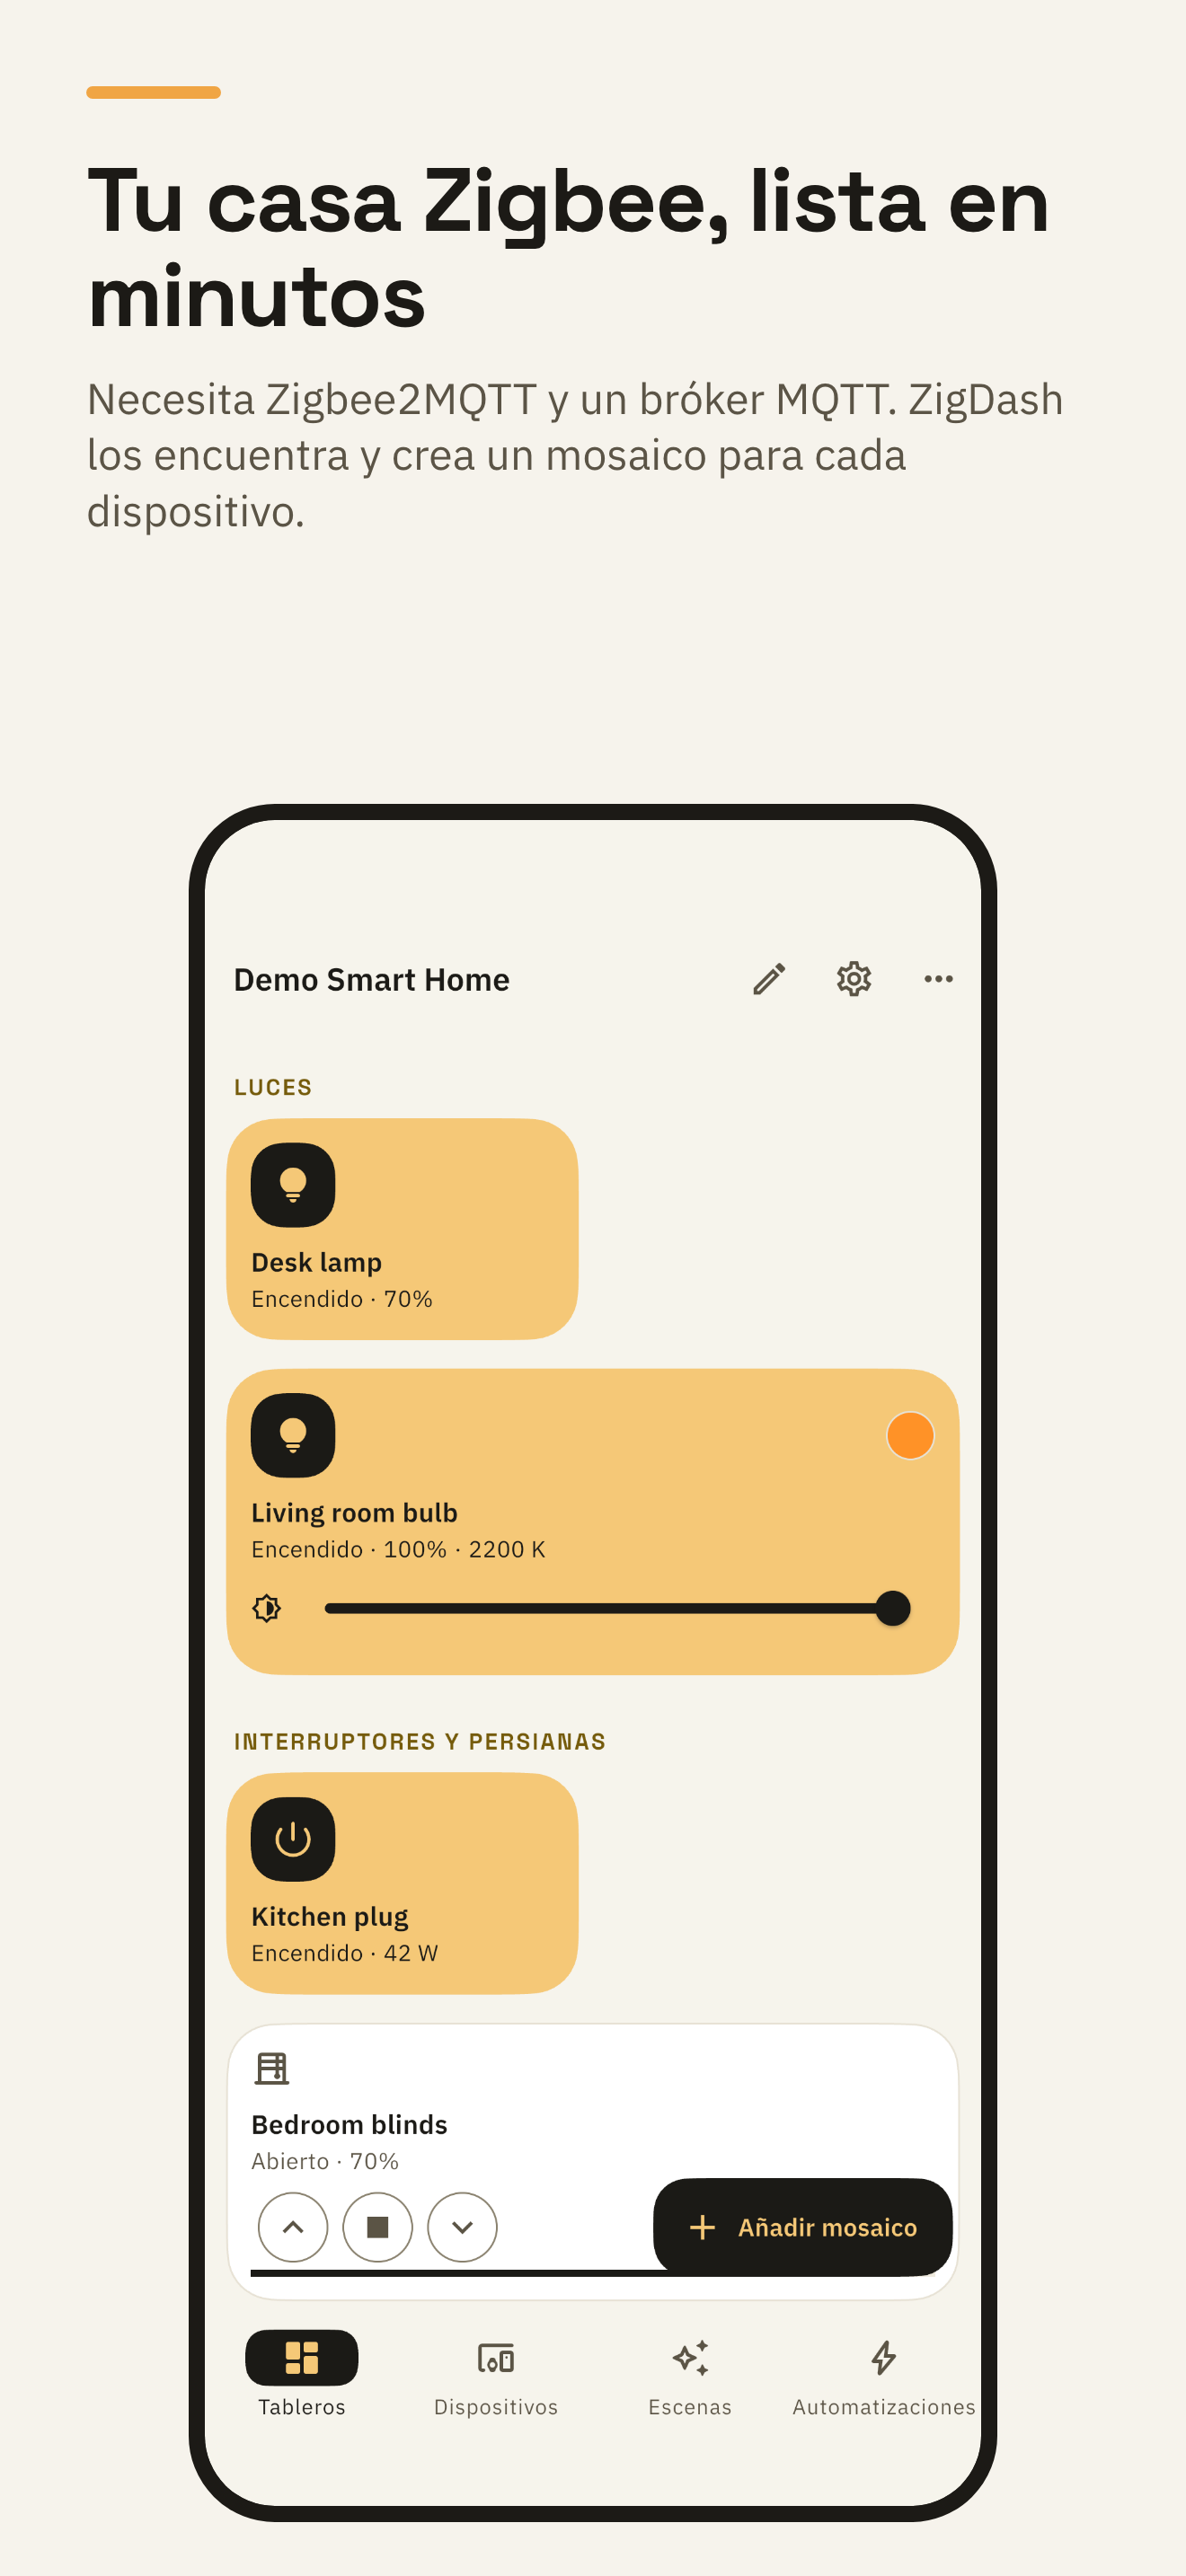 Tu casa Zigbee, lista en
minutos
Necesita Zigbee2MQTT y un bróker MQTT. ZigDash
los encuentra y crea un mosaico para cada
dispositivo.
Demo Smart Home
LUCES
Desk lamp
Encendido · 70%
Living room bulb
Encendido · 100% · 2200 K
INTERRUPTORES Y PERSIANAS
Kitchen plug
Encendido · 42 W
Bedroom blinds
Abierto · 70%
Añadir mosaico
Tableros
Dispositivos
Escenas
Automatizaciones